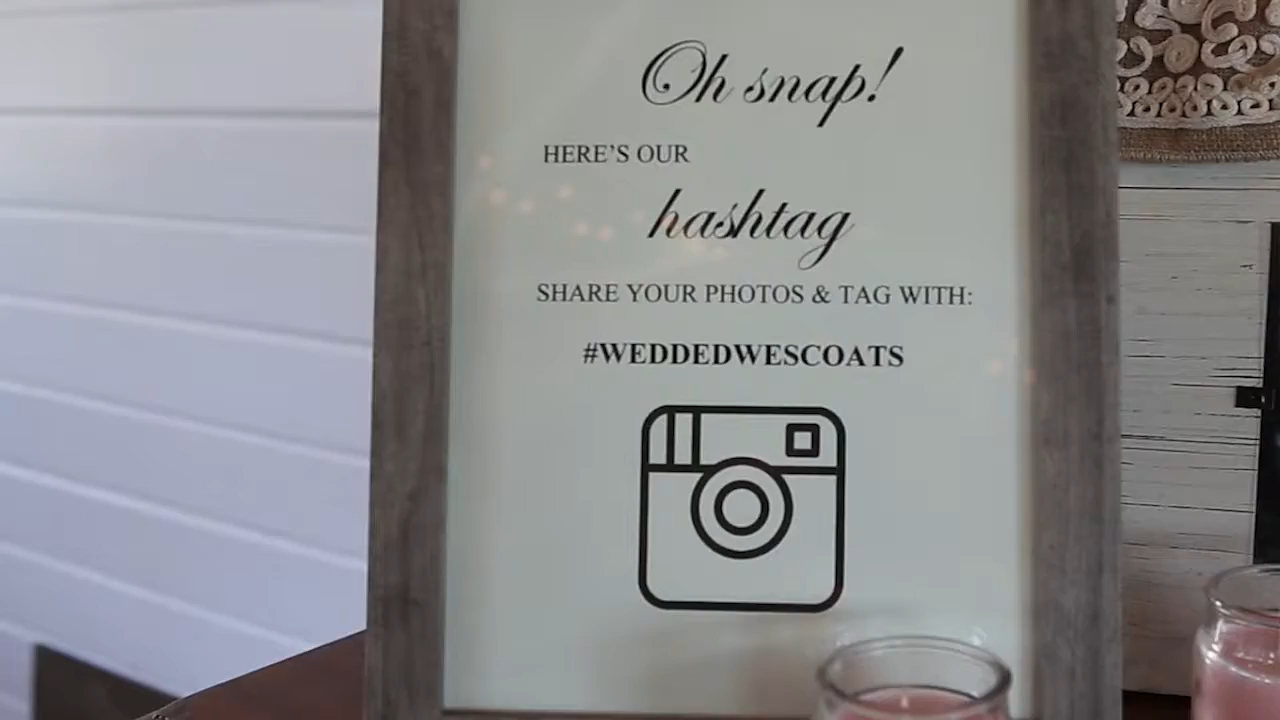 Oh snap!
HERE'S OUR
hashtag
SHARE YOUR PHOTOS & TAG WITH:
#WEDDEDWESCOATS